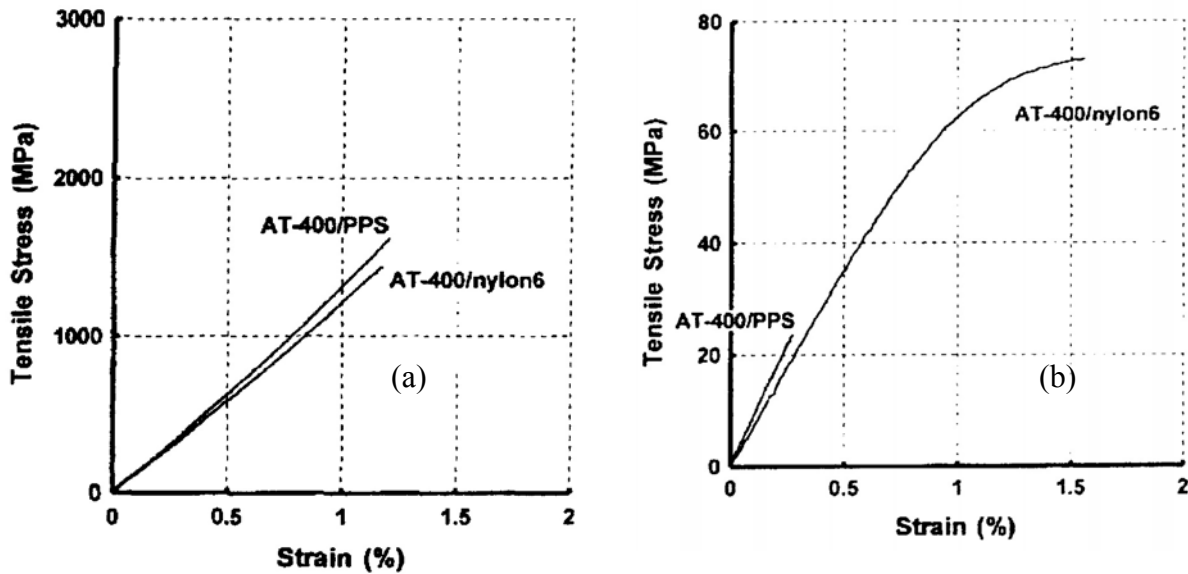 3000
2000
1000
0
Tensile Stress (MPa)
AT-400/PPS
AT-400/nylon6
(a)
0 0.5 1 1.5 2
Strain (%)
80
60
40
20
0
Tensile Stress (MPa)
AT-400/nylon6
AT-400/PPS
(b)
0 0.5 1 1.5 2
Strain (%)